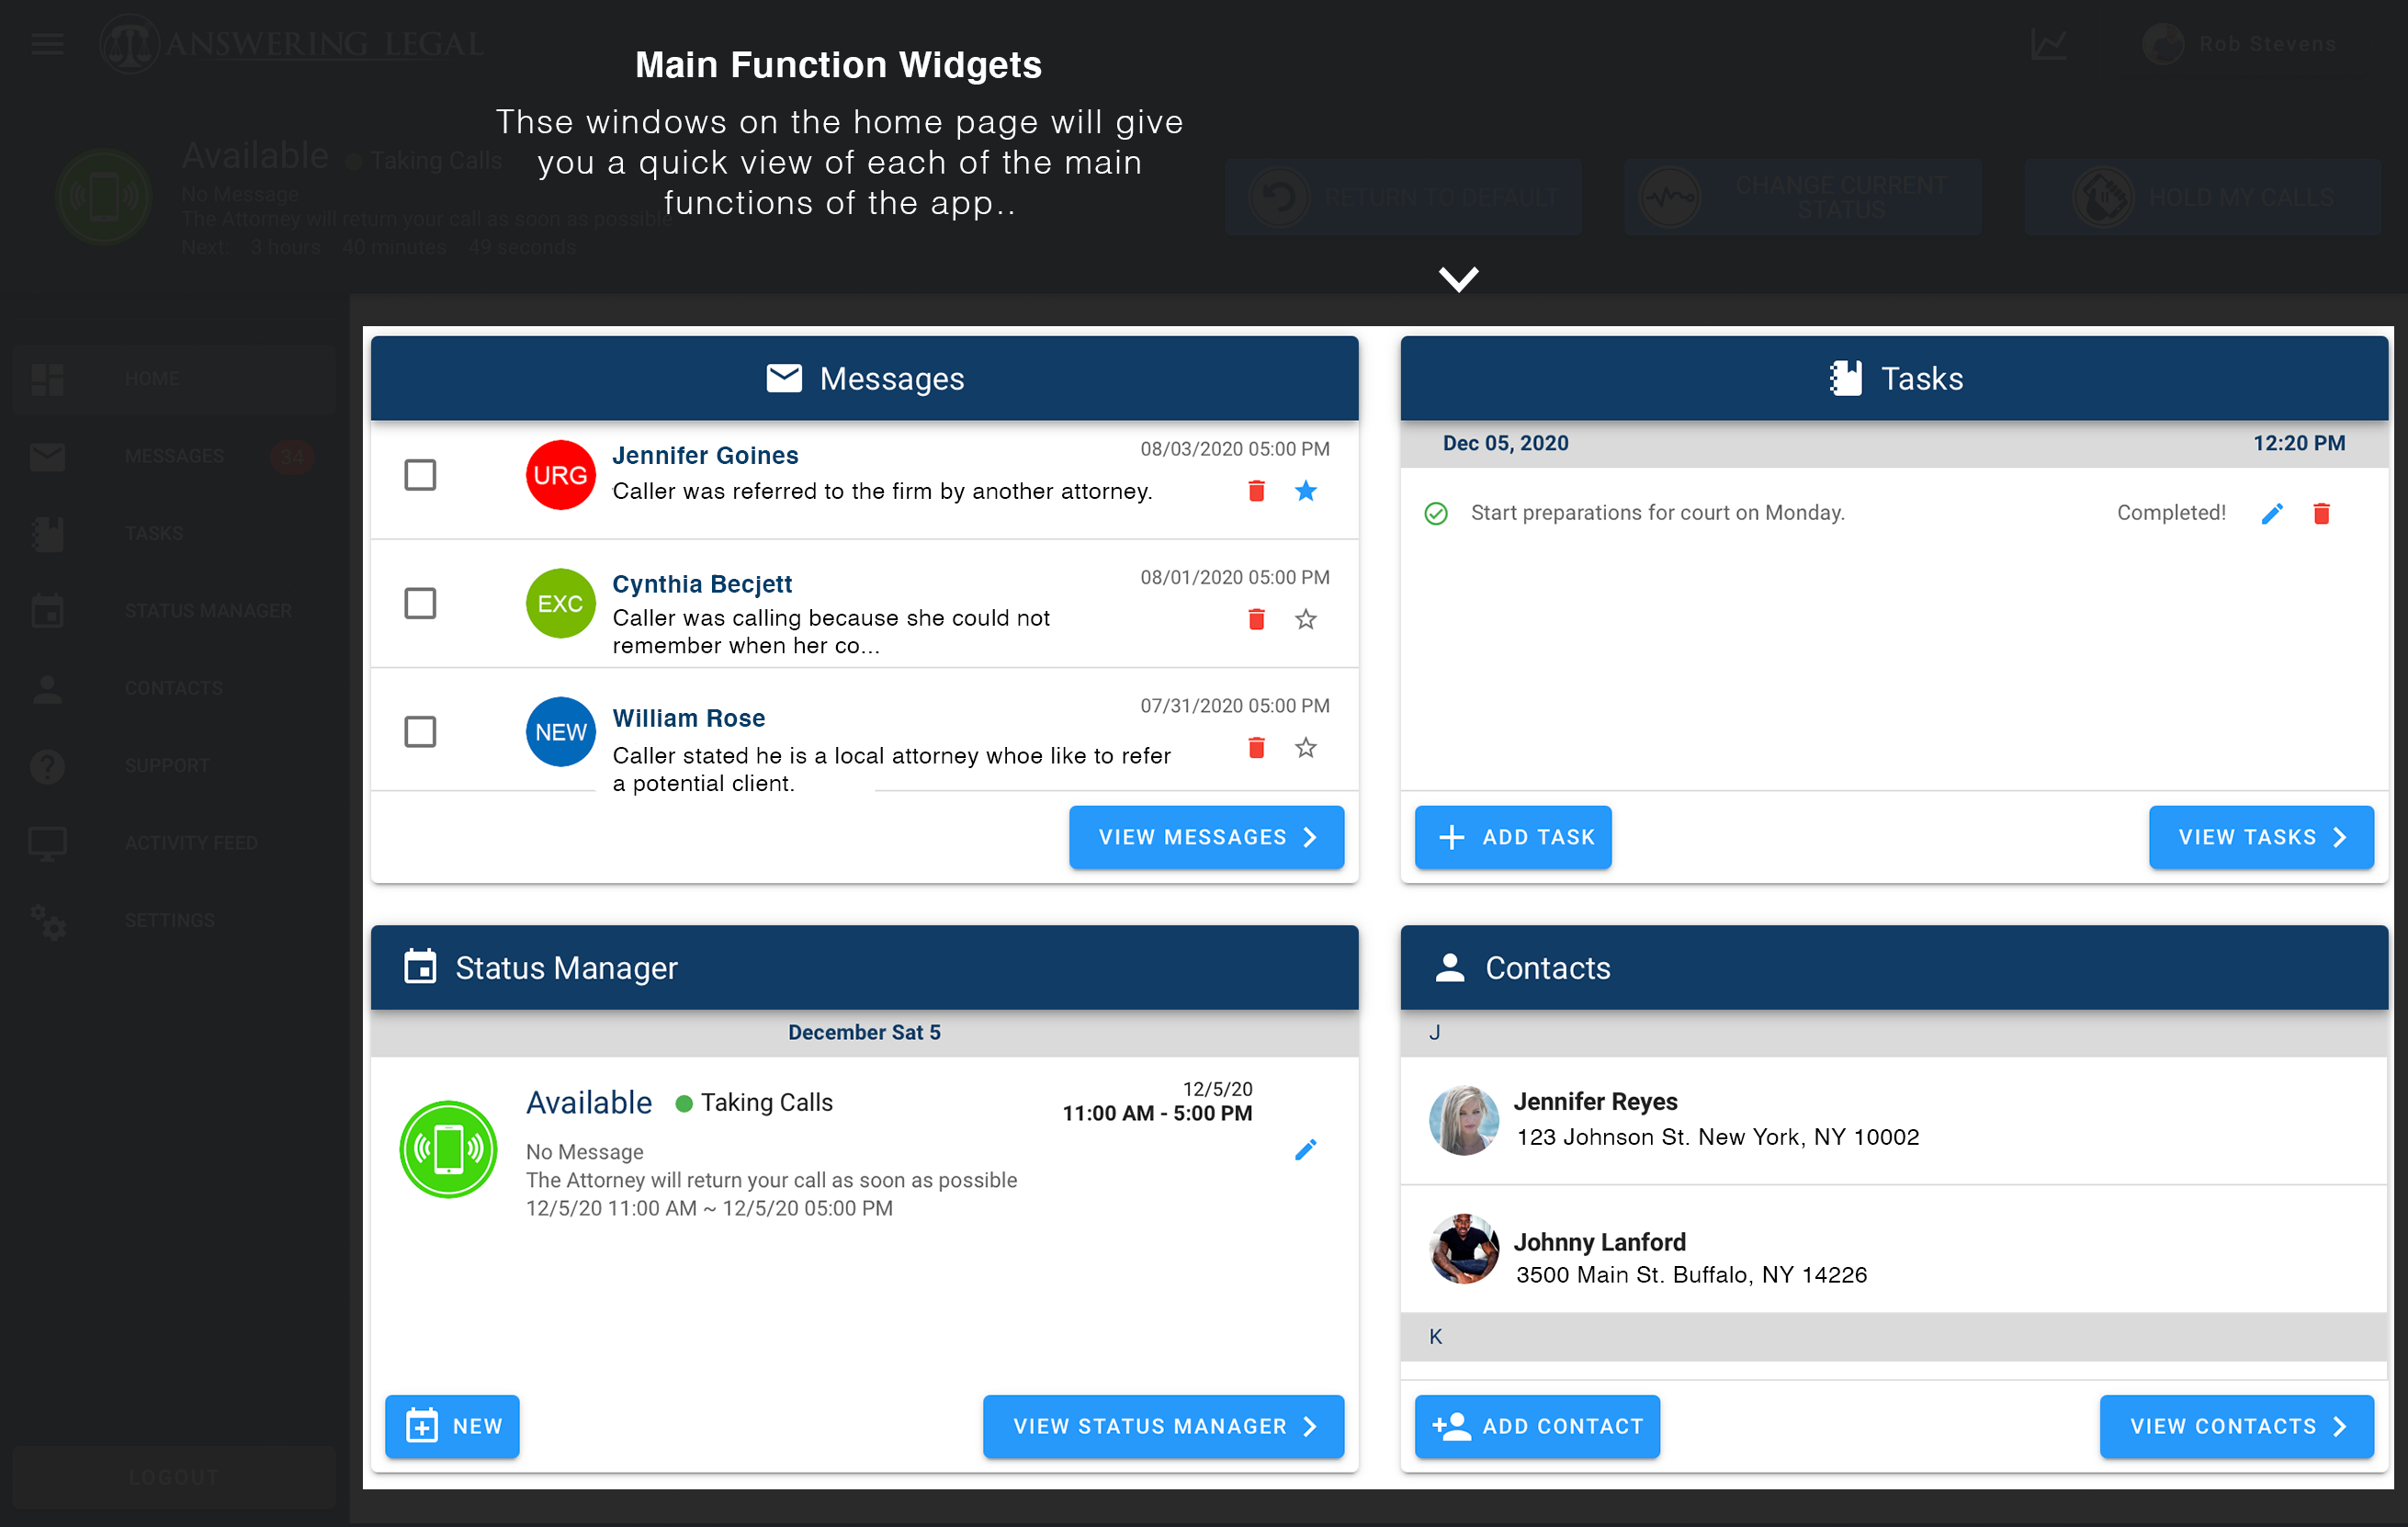 ANSWERING LEGAL
Rob Stevens
Main Function Widgets
Thse windows on the home page will give
you a quick view of each of the main
functions of the app..
Available
Taking Calls
No Message
The Attorney will return your call as soon as possible
Next: 3 hours 40 minutes 49 seconds
RETURN TO DEFAULT
CHANGE CURRENT
STATUS
HOLD MY CALLS
HOME
MESSAGES 34
TASKS
STATUS MANAGER
CONTACTS
SUPPORT
ACTIVITY FEED
SETTINGS
LOGOUT
Messages
URG
Jennifer Goines
08/03/2020 05:00 PM
Caller was referred to the firm by another attorney.
EXC
Cynthia Becjett
08/01/2020 05:00 PM
Caller was calling because she could not
remember when her co...
NEW
William Rose
07/31/2020 05:00 PM
Caller stated he is a local attorney whoe like to refer
a potential client.
VIEW MESSAGES
Tasks
Dec 05, 2020 12:20 PM
Start preparations for court on Monday. Completed!
ADD TASK
VIEW TASKS
Status Manager
December Sat 5
Available Taking Calls
12/5/20
11:00 AM - 5:00 PM
No Message
The Attorney will return your call as soon as possible
12/5/20 11:00 AM ~ 12/5/20 05:00 PM
NEW
VIEW STATUS MANAGER
Contacts
J
Jennifer Reyes
123 Johnson St. New York, NY 10002
Johnny Lanford
3500 Main St. Buffalo, NY 14226
K
ADD CONTACT
VIEW CONTACTS